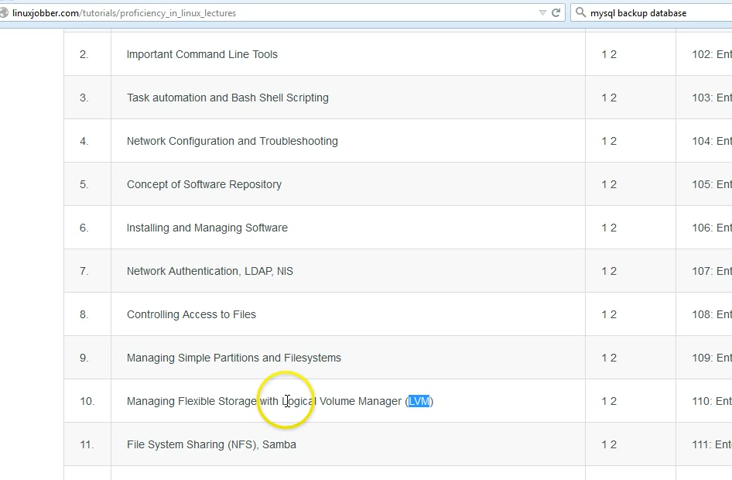 linuxjobber.com/tutorials/proficiency_in_linux_lectures
mysql backup database
2. Important Command Line Tools 1 2 102: Ent
3. Task automation and Bash Shell Scripting 1 2 103: Ent
4. Network Configuration and Troubleshooting 1 2 104: Ent
5. Concept of Software Repository 1 2 105: Ent
6. Installing and Managing Software 1 2 106: Ent
7. Network Authentication, LDAP, NIS 1 2 107: Ent
8. Controlling Access to Files 1 2 108: Ent
9. Managing Simple Partitions and Filesystems 1 2 109: Ent
10. Managing Flexible Storage with Logical Volume Manager (LVM) 1 2 110: Ent
11. File System Sharing (NFS), Samba 1 2 111: Ent